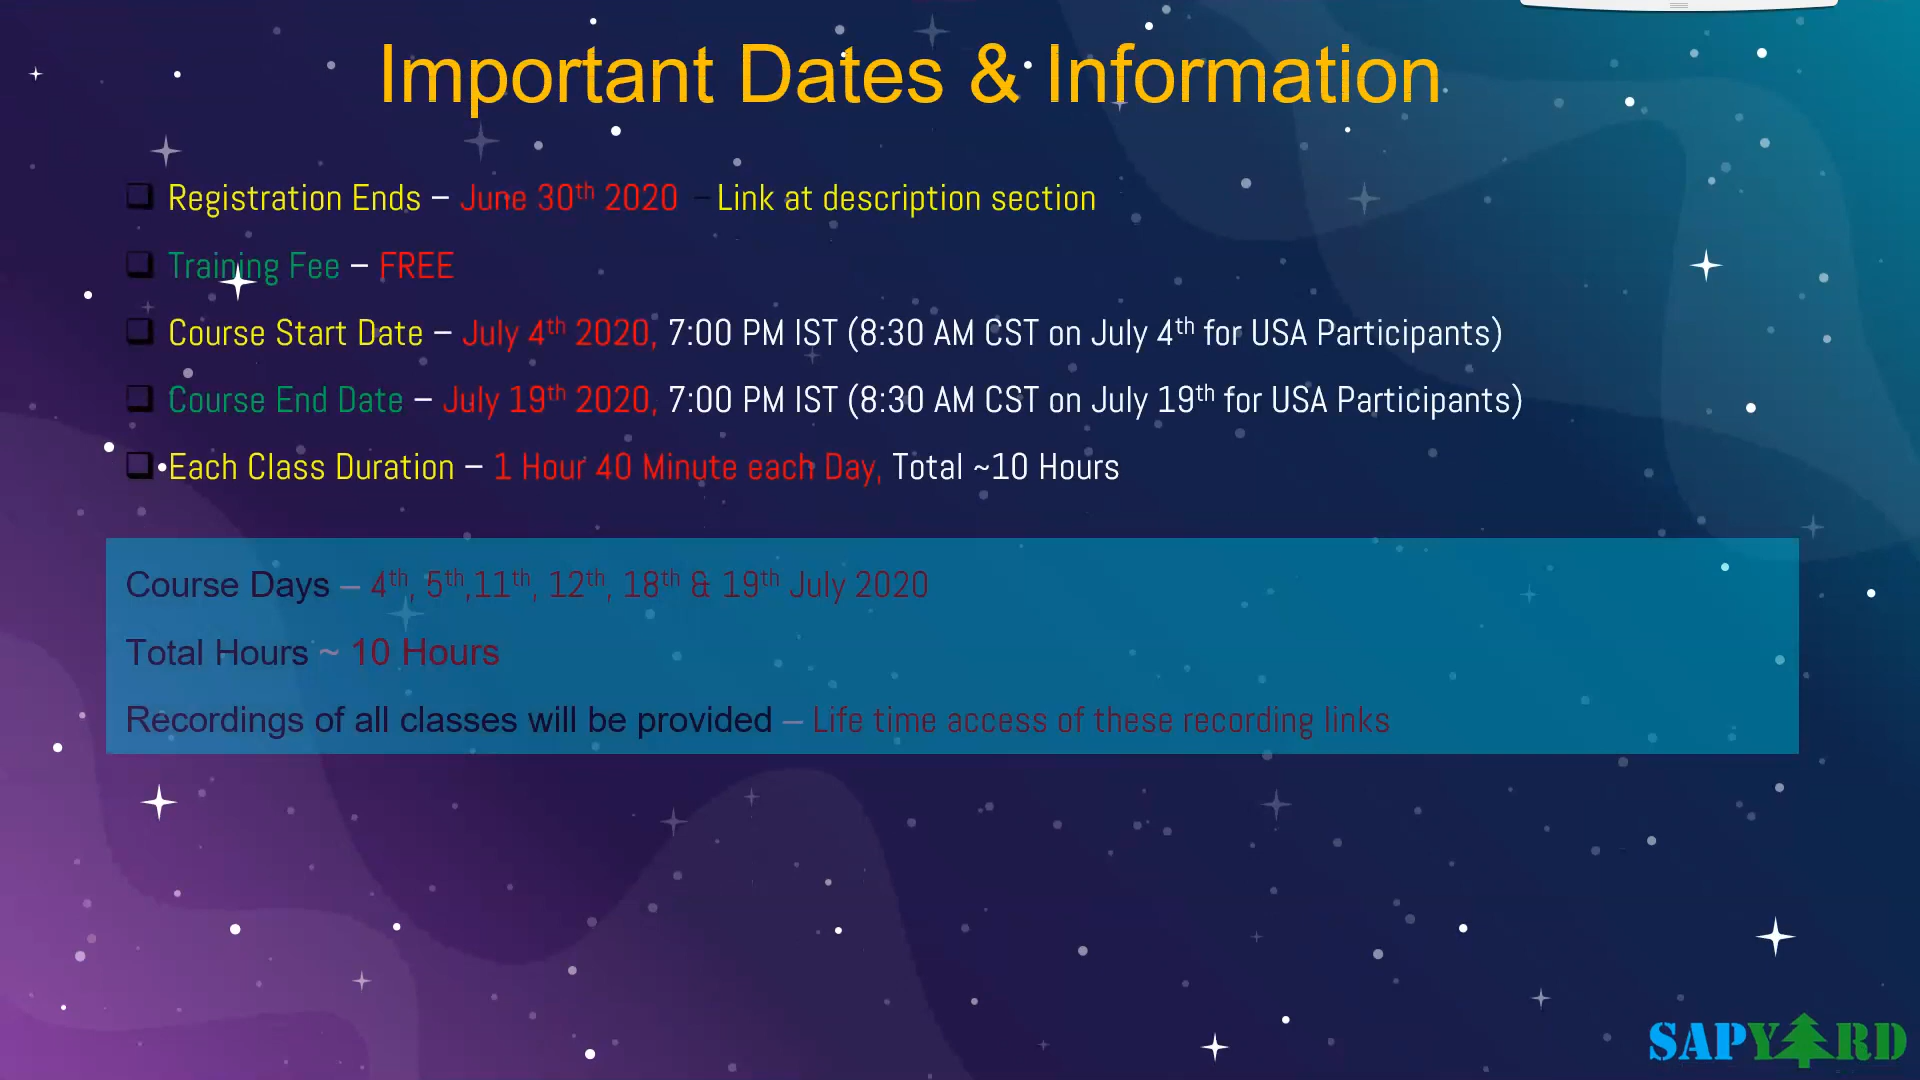 Important Dates & Information
Registration Ends – June 30th 2020 – Link at description section
Training Fee – FREE
Course Start Date – July 4th 2020, 7:00 PM IST (8:30 AM CST on July 4th for USA Participants)
Course End Date – July 19th 2020, 7:00 PM IST (8:30 AM CST on July 19th for USA Participants)
Each Class Duration – 1 Hour 40 Minute each Day, Total ~10 Hours
Course Days – 4th, 5th,11th, 12th, 18th & 19th July 2020
Total Hours ~ 10 Hours
Recordings of all classes will be provided – Life time access of these recording links
SAPYARD